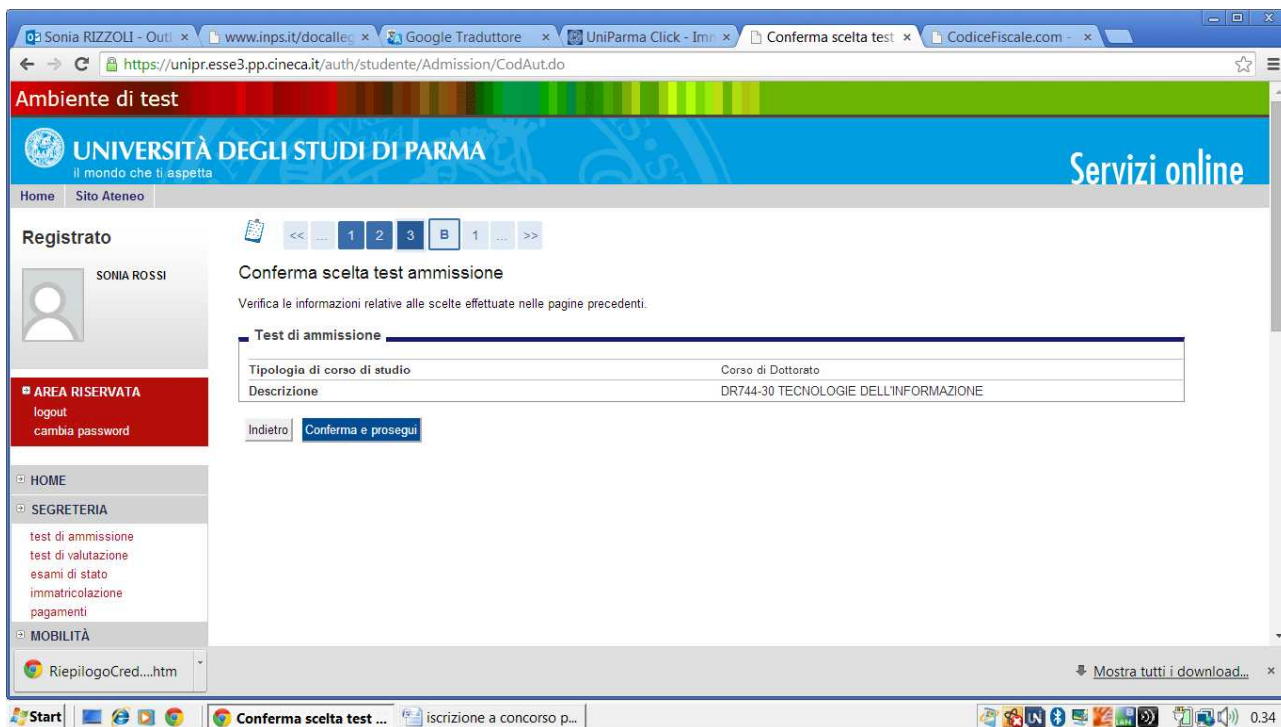 Sonia RIZZOLI - Outl
www.inps.it/docalleg
Google Traduttore
UniParma Click - Imm
Conferma scelta test
CodiceFiscale.com -
https://unipr.esse3.pp.cineca.it/auth/studente/Admission/CodAut.do
Ambiente di test
UNIVERSITÀ DEGLI STUDI DI PARMA
il mondo che ti aspetta
Servizi online
Home Sito Ateneo
Registrato
SONIA ROSSI
<< ... 1 2 3 B 1 ... >>
Conferma scelta test ammissione
Verifica le informazioni relative alle scelte effettuate nelle pagine precedenti.
Test di ammissione
Tipologia di corso di studio Corso di Dottorato
Descrizione DR744-30 TECNOLOGIE DELL'INFORMAZIONE
Indietro Conferma e prosegui
AREA RISERVATA
logout
cambia password
HOME
SEGRETERIA
test di ammissione
test di valutazione
esami di stato
immatricolazione
pagamenti
MOBILITÀ
RiepilogoCred....htm
Mostra tutti i download...
Start
Conferma scelta test ...
iscrizione a concorso p...
0.34